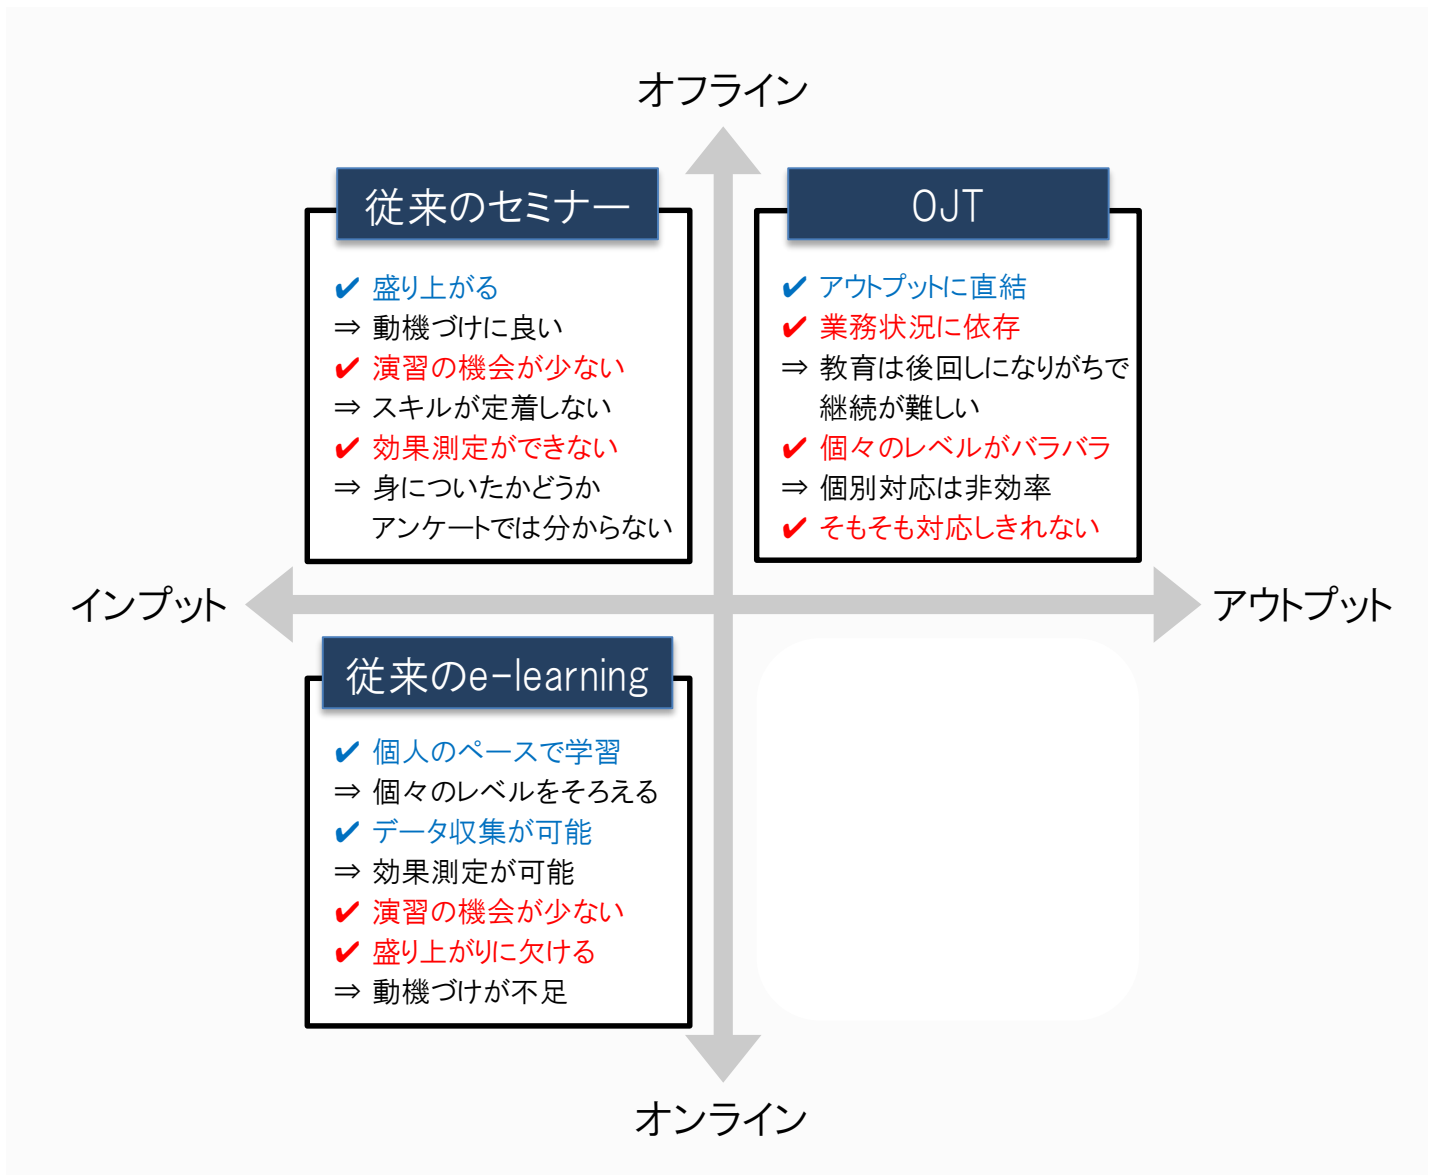 オフライン
従来のセミナー
✔ 盛り上がる
⇒ 動機づけに良い
✔ 演習の機会が少ない
⇒ スキルが定着しない
✔ 効果測定ができない
⇒ 身についたかどうか
アンケートでは分からない
OJT
✔ アウトプットに直結
✔ 業務状況に依存
⇒ 教育は後回しになりがちで
継続が難しい
✔ 個々のレベルがバラバラ
⇒ 個別対応は非効率
✔ そもそも対応しきれない
インプット
アウトプット
従来のe-learning
✔ 個人のペースで学習
⇒ 個々のレベルをそろえる
✔ データ収集が可能
⇒ 効果測定が可能
✔ 演習の機会が少ない
✔ 盛り上がりに欠ける
⇒ 動機づけが不足
オンライン